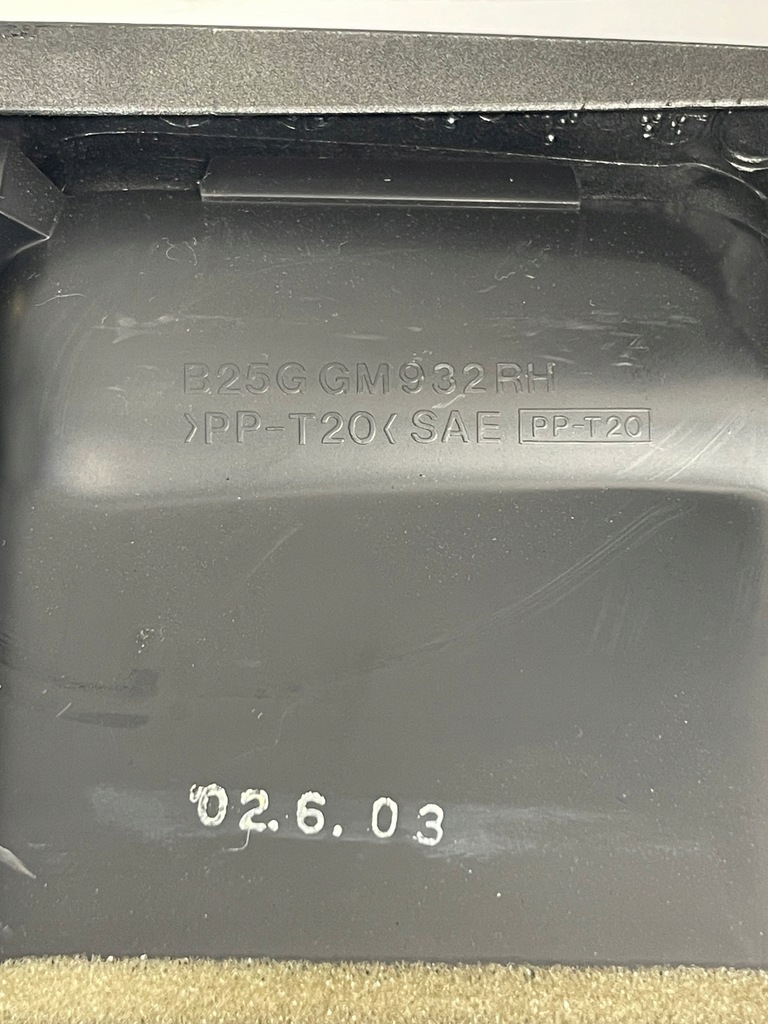 B25G GM932RH
>PP-T20< SAE PP-T20
'02.6.03